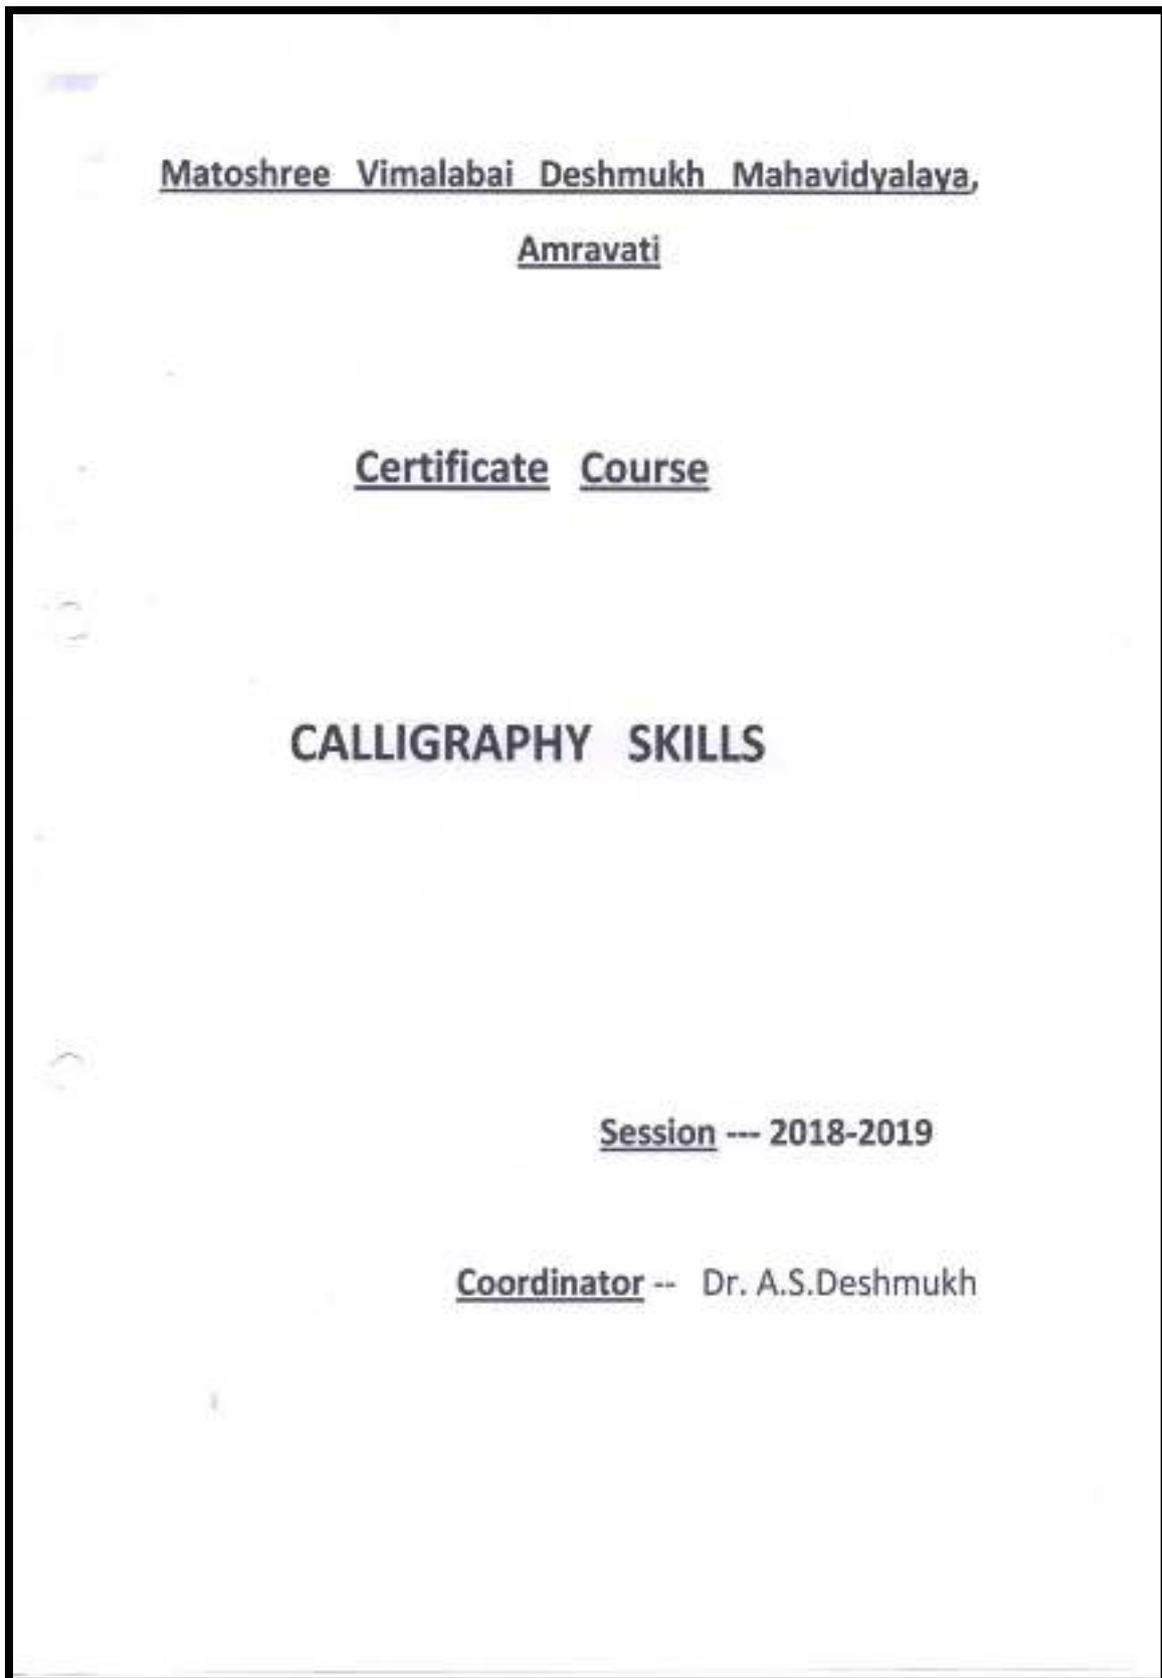 Matoshree Vimalabai Deshmukh Mahavidyalaya,
Amravati
Certificate Course
CALLIGRAPHY SKILLS
Session --- 2018-2019
Coordinator -- Dr. A.S.Deshmukh